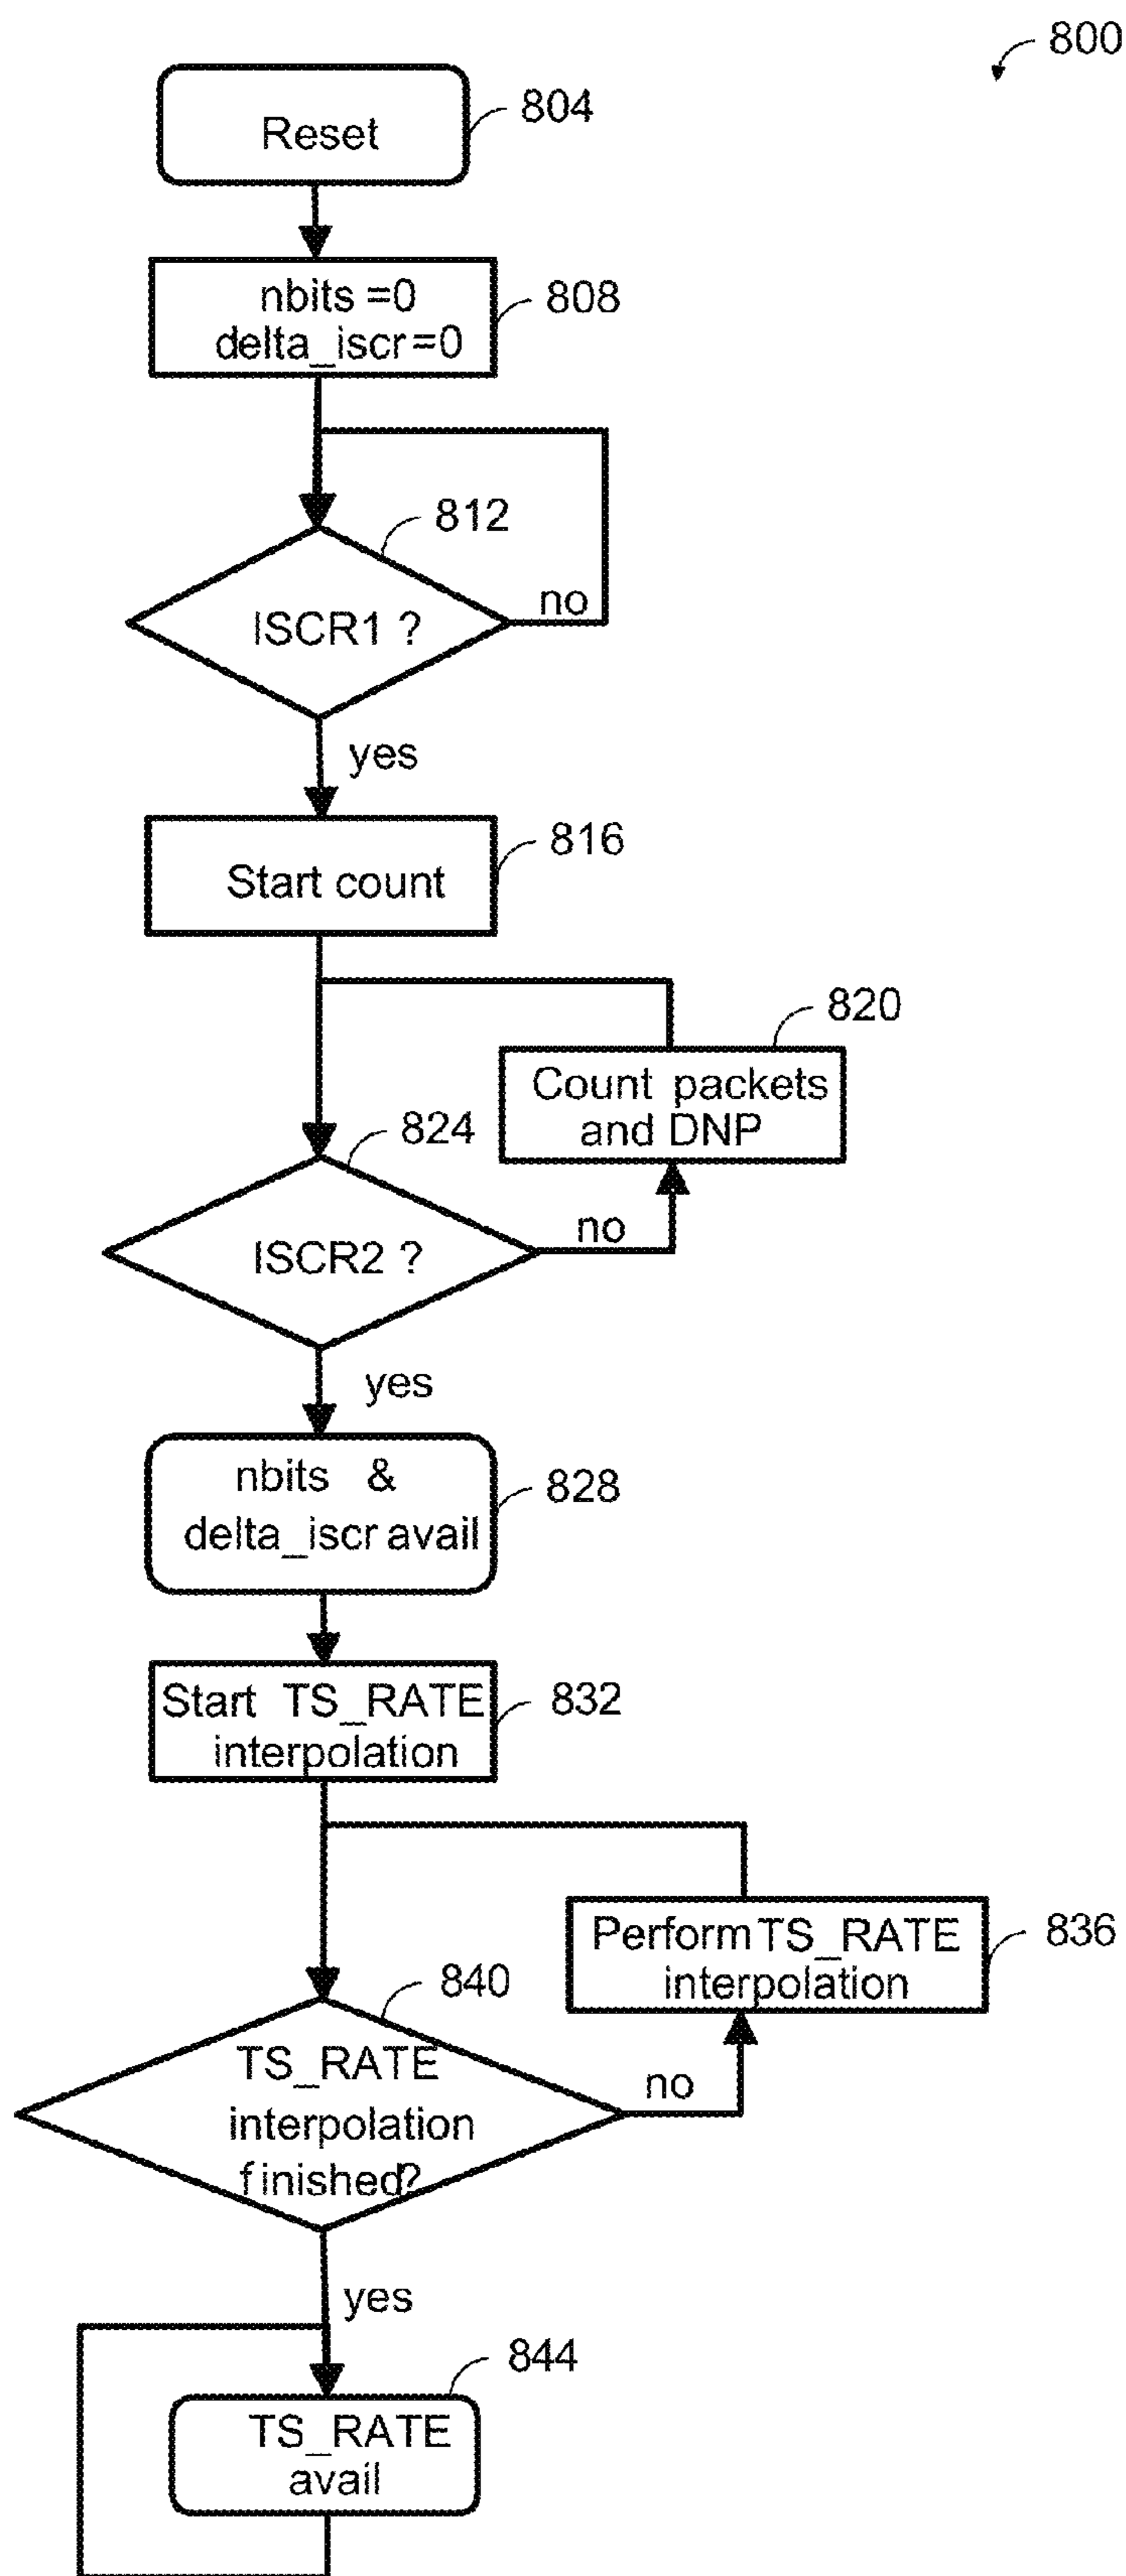 800
Reset
804
nbits =0
delta_iscr=0
808
812
ISCR1 ?
no
yes
Start count
816
820
Count packets
and DNP
824
ISCR2 ?
no
yes
nbits &
delta_iscr avail
828
Start TS_RATE
interpolation
832
Perform TS_RATE
interpolation
836
840
TS_RATE
interpolation
finished?
no
yes
844
TS_RATE
avail